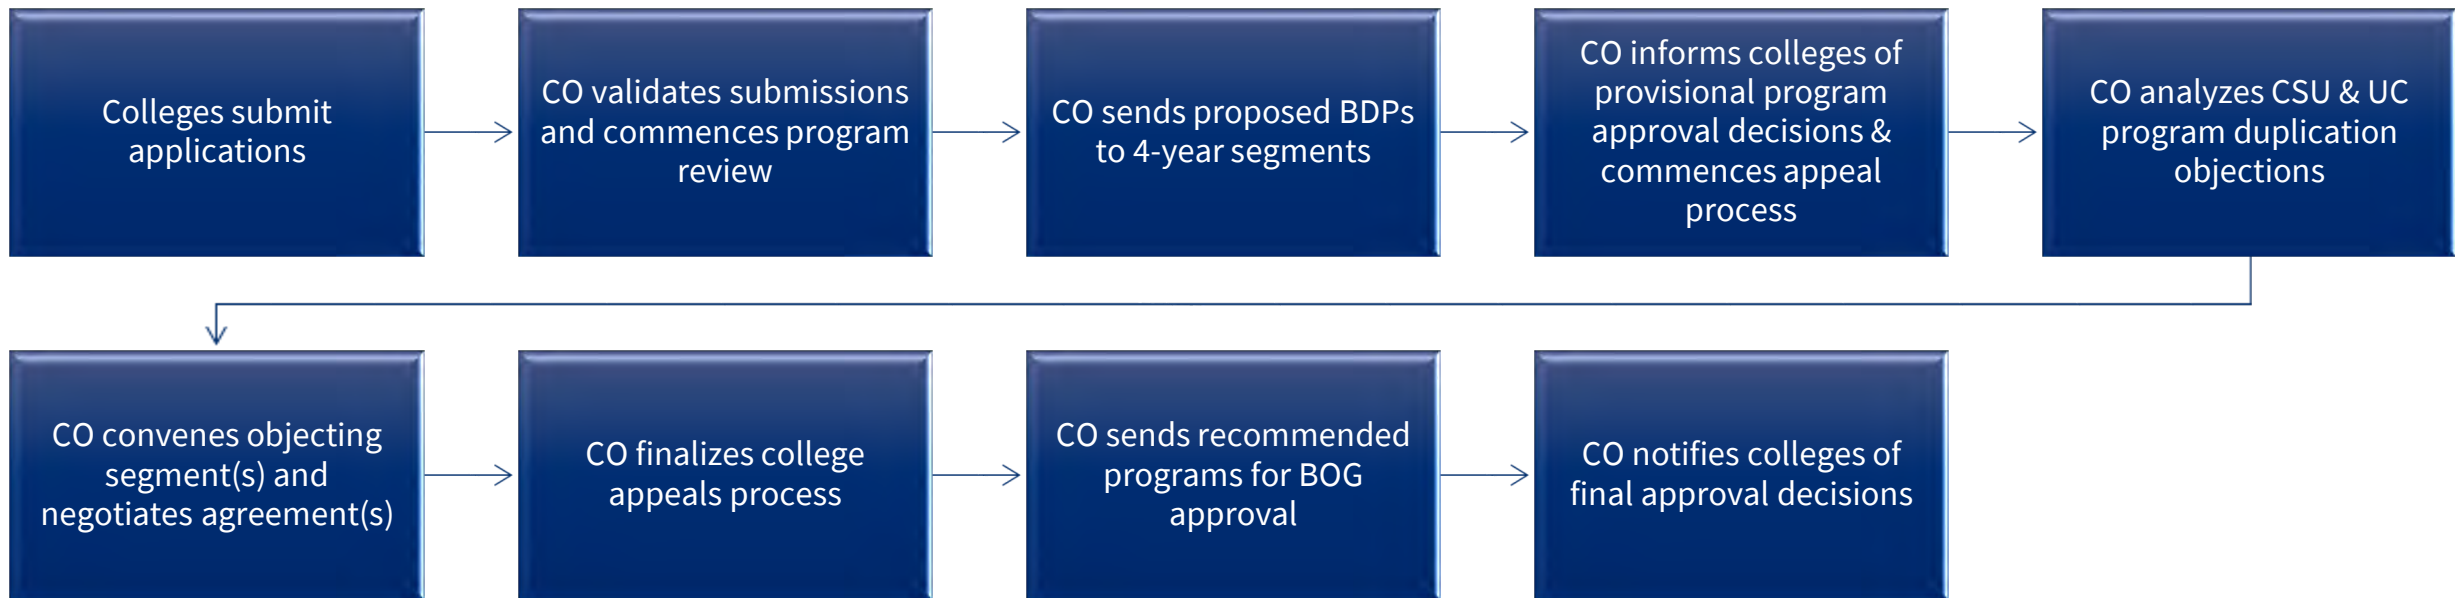 Colleges submit
applications
CO validates submissions
and commences program
review
CO sends proposed BDPs
to 4-year segments
CO informs colleges of
provisional program
approval decisions &
commences appeal
process
CO analyzes CSU & UC
program duplication
objections
CO convenes objecting
segment(s) and
negotiates agreement(s)
CO finalizes college
appeals process
CO sends recommended
programs for BOG
approval
CO notifies colleges of
final approval decisions